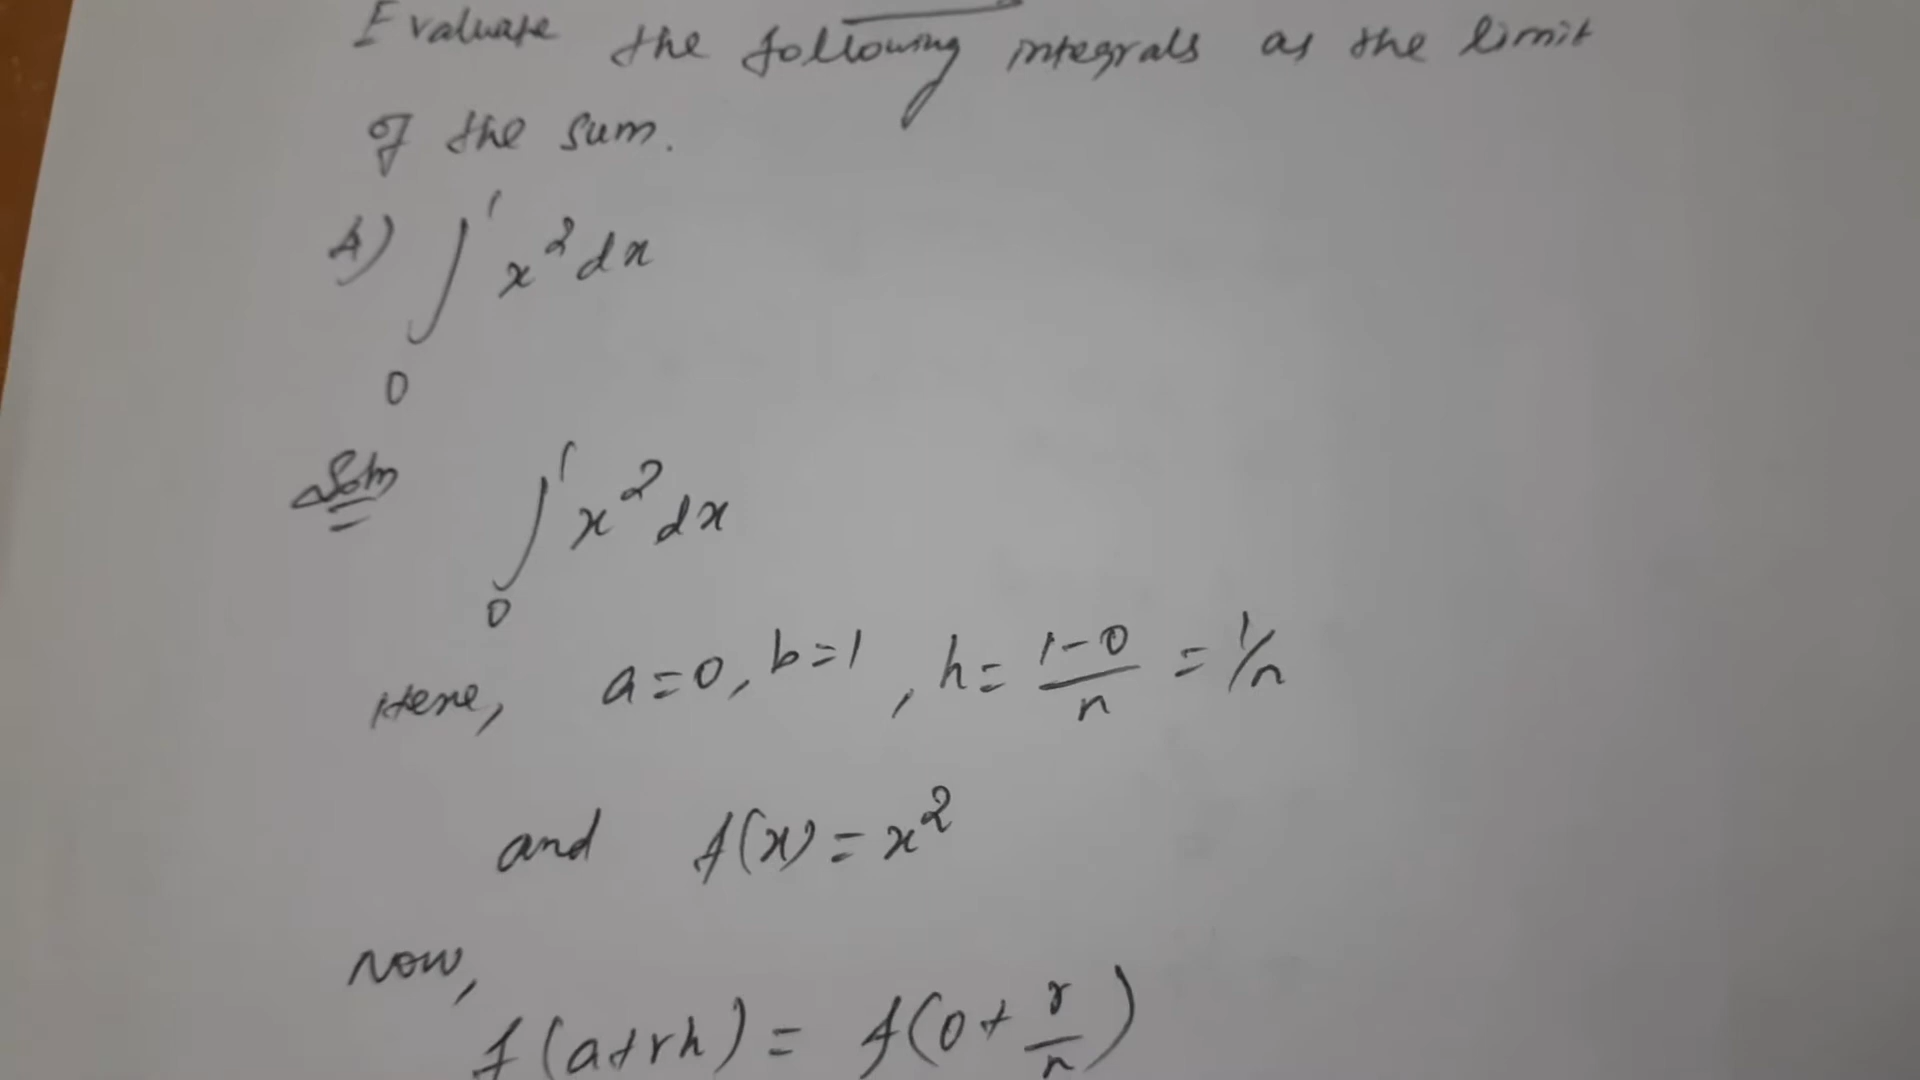 Evaluate the following integrals as the limit
of the sum.
4) ∫₀¹ x² dx
Soln ∫₀¹ x² dx
Here, a=0, b=1, h= (1-0)/n = 1/n
and f(x) = x²
Now,
f(a+rh) = f(0+ r/n)